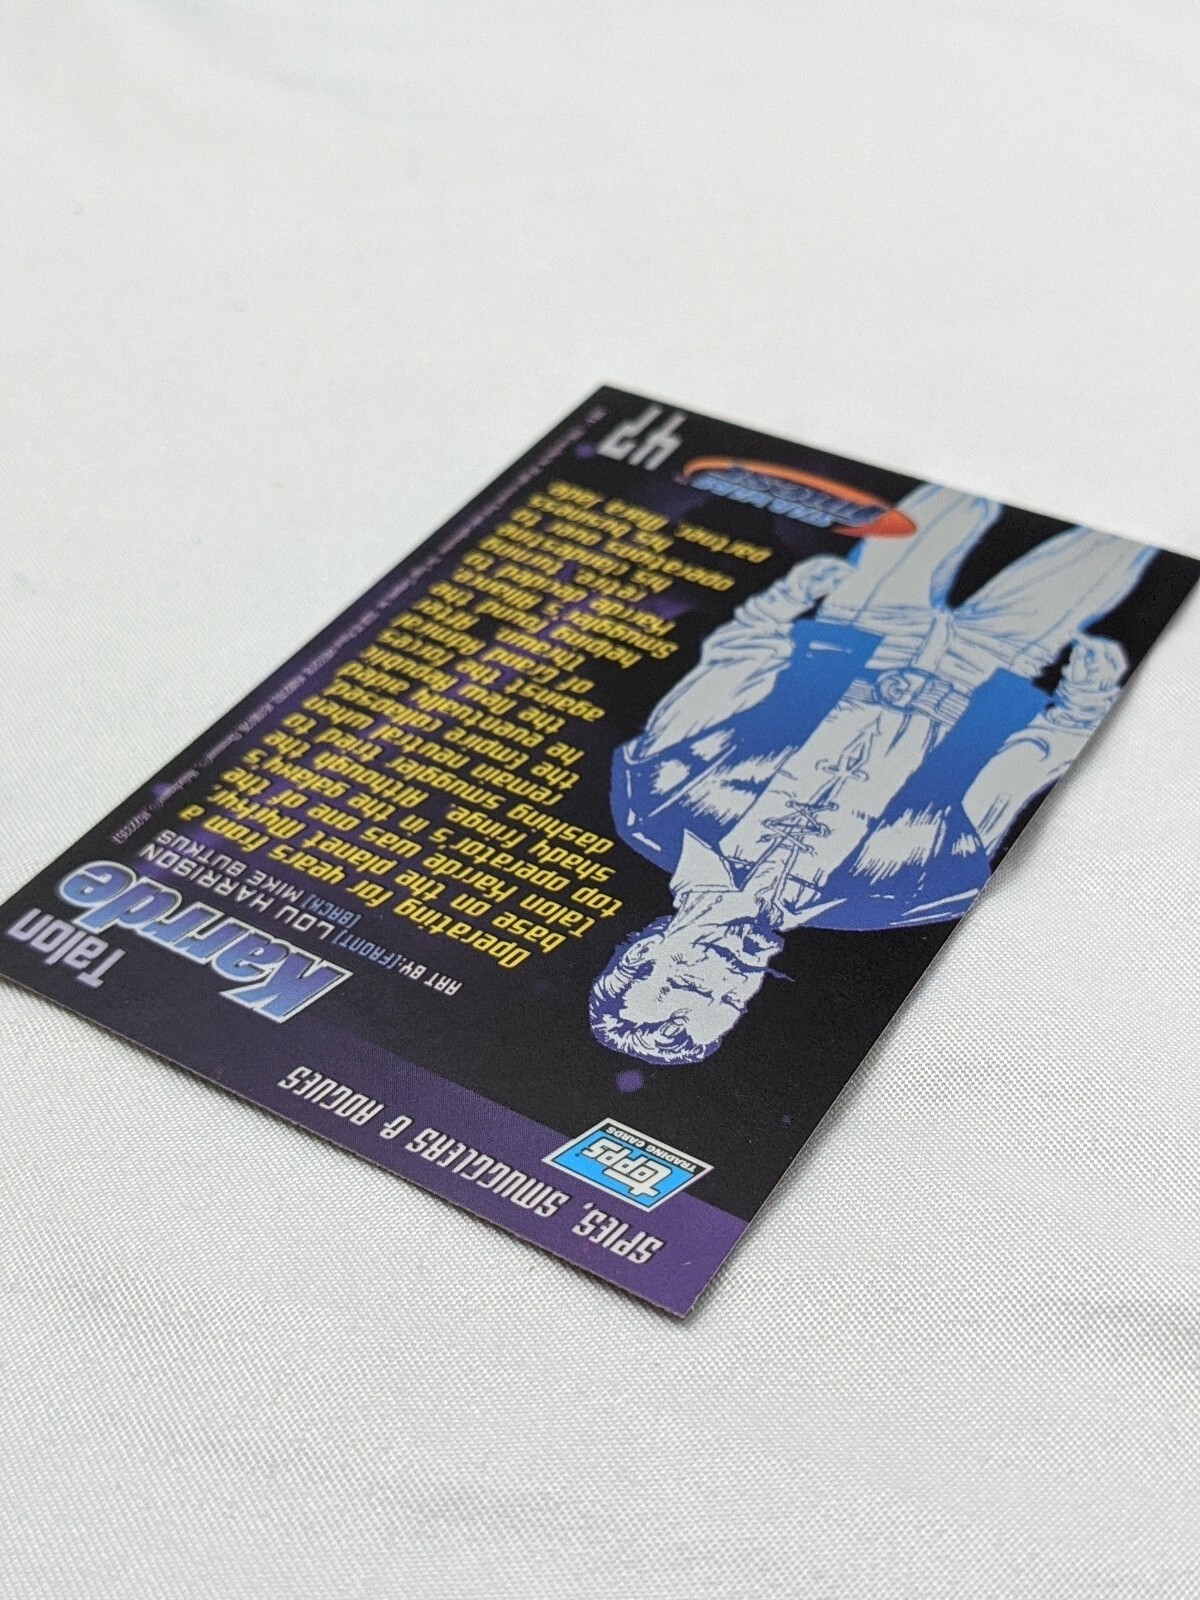 SPIES, SMUGGLERS & ROGUES
topps
TRADING CARDS
Talon
Karrde
ART BY: [FRONT] LOU HARRISON
[BACK] MIKE BUTKUS
Operating for years from a
base on the planet Myrkr,
Talon Karrde was one of the
top operator's in the galaxy's
shady fringe. Although the
dashing smuggler tried to
remain neutral when
the Empire collapsed,
he eventually aided
the New Republic
against the forces
of Grand Admiral
Thrawn. After
helping found the
Smuggler's Alliance
Karrde decided to
retire, turning
his various
operations over to
his business
partner, Mara Jade.
STAR WARS
47